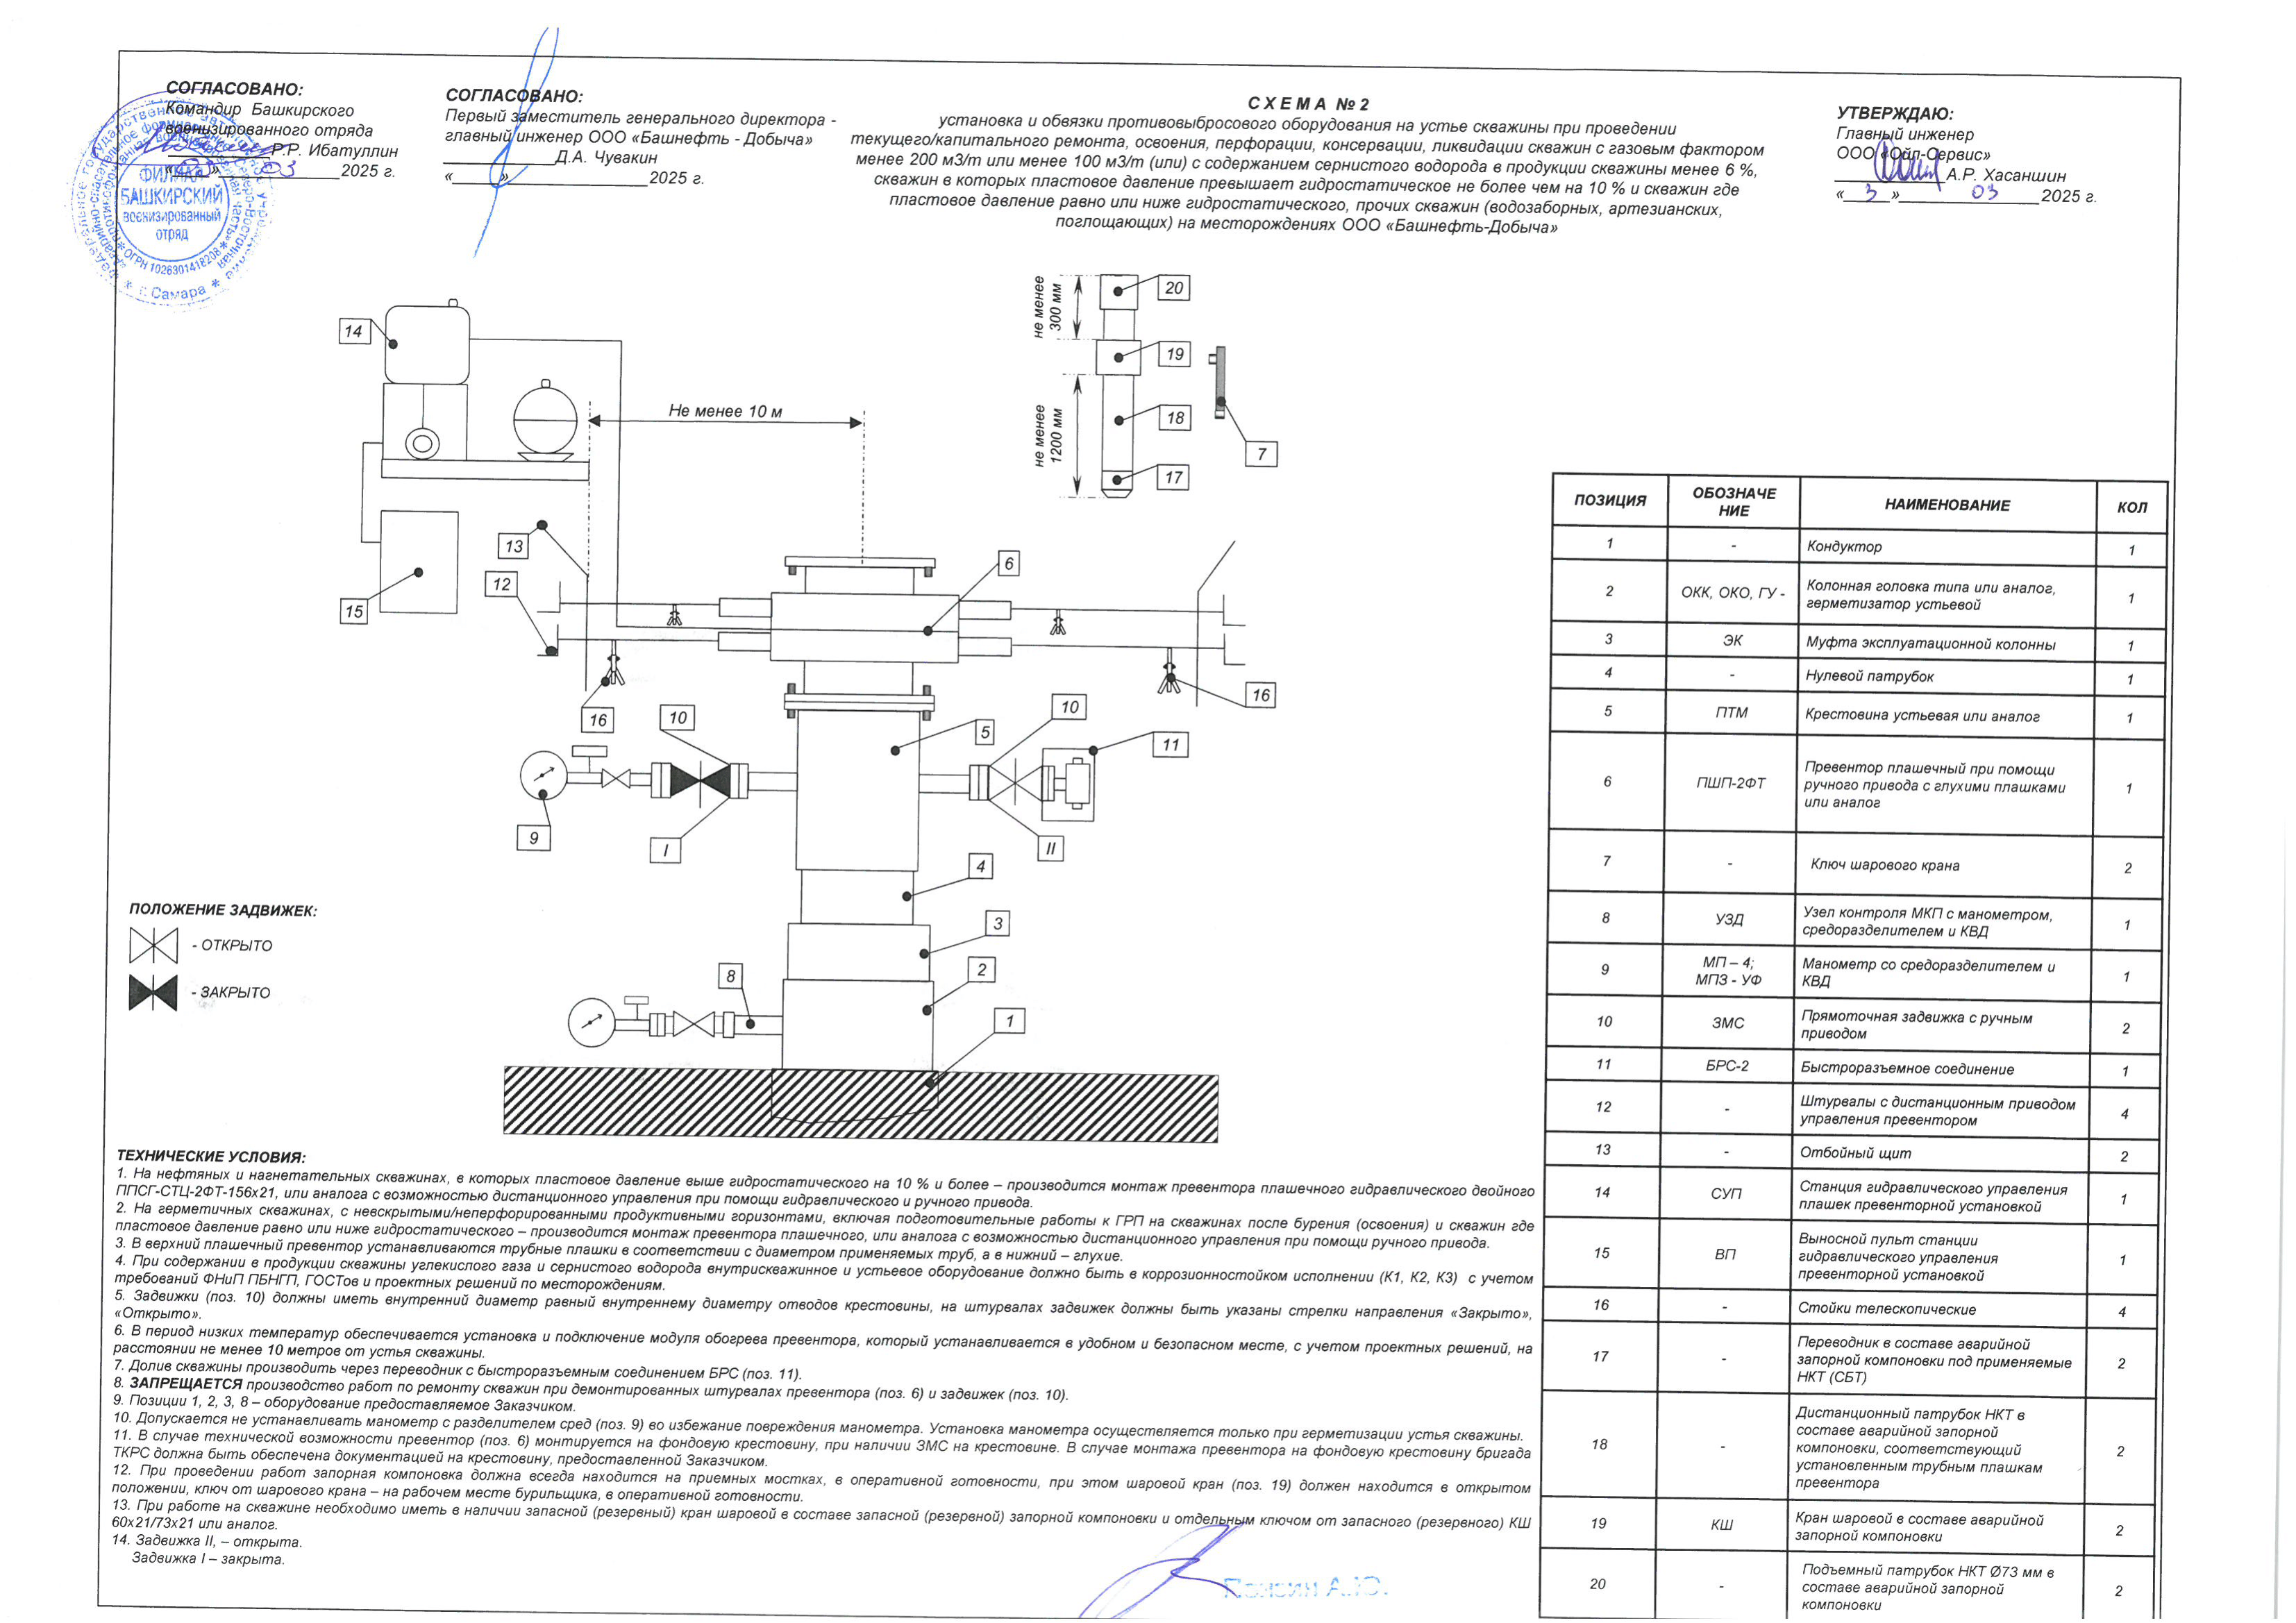 СОГЛАСОВАНО:
Командир Башкирского
военизированного отряда
Р.Р. Ибатуллин
« 03 » 03 2025 г.
ФИЛИАЛ
БАШКИРСКИЙ
военизированный
отряд
ОГРН 1026301418208
г. Самара
СОГЛАСОВАНО:
Первый заместитель генерального директора -
главный инженер ООО «Башнефть - Добыча»
Д.А. Чувакин
« » 2025 г.
С Х Е М А № 2
установка и обвязки противовыбросового оборудования на устье скважины при проведении
текущего/капитального ремонта, освоения, перфорации, консервации, ликвидации скважин с газовым фактором
менее 200 м3/т или менее 100 м3/т (или) с содержанием сернистого водорода в продукции скважины менее 6 %,
скважин в которых пластовое давление превышает гидростатическое не более чем на 10 % и скважин где
пластовое давление равно или ниже гидростатического, прочих скважин (водозаборных, артезианских,
поглощающих) на месторождениях ООО «Башнефть-Добыча»
УТВЕРЖДАЮ:
Главный инженер
ООО «Ойл-Сервис»
А.Р. Хасаншин
« 3 » 03 2025 г.
14
15
Не менее 10 м
13
12
16
не менее
300 мм
не менее
1200 мм
20
19
18
17
7
6
16
10
10
5
11
9
I
II
4
3
2
8
1
ПОЛОЖЕНИЕ ЗАДВИЖЕК:
- ОТКРЫТО
- ЗАКРЫТО
ПОЗИЦИЯ ОБОЗНАЧЕ НИЕ НАИМЕНОВАНИЕ КОЛ
1 - Кондуктор 1
2 ОКК, ОКО, ГУ - Колонная головка типа или аналог, герметизатор устьевой 1
3 ЭК Муфта эксплуатационной колонны 1
4 - Нулевой патрубок 1
5 ПТМ Крестовина устьевая или аналог 1
6 ПШП-2ФТ Превентор плашечный при помощи ручного привода с глухими плашками или аналог 1
7 - Ключ шарового крана 2
8 УЗД Узел контроля МКП с манометром, средоразделителем и КВД 1
9 МП – 4; МПЗ - УФ Манометр со средоразделителем и КВД 1
10 ЗМС Прямоточная задвижка с ручным приводом 2
11 БРС-2 Быстроразъемное соединение 1
12 - Штурвалы с дистанционным приводом управления превентором 4
13 - Отбойный щит 2
14 СУП Станция гидравлического управления плашек превенторной установкой 1
15 ВП Выносной пульт станции гидравлического управления превенторной установкой 1
16 - Стойки телескопические 4
17 - Переводник в составе аварийной запорной компоновки под применяемые НКТ (СБТ) 2
18 - Дистанционный патрубок НКТ в составе аварийной запорной компоновки, соответствующий установленным трубным плашкам превентора 2
19 КШ Кран шаровой в составе аварийной запорной компоновки 2
20 - Подъемный патрубок НКТ Ø73 мм в составе аварийной запорной компоновки 2
ТЕХНИЧЕСКИЕ УСЛОВИЯ:
1. На нефтяных и нагнетательных скважинах, в которых пластовое давление выше гидростатического на 10 % и более – производится монтаж превентора плашечного гидравлического двойного
ППСГ-СТЦ-2ФТ-156х21, или аналога с возможностью дистанционного управления при помощи гидравлического и ручного привода.
2. На герметичных скважинах, с невскрытыми/неперфорированными продуктивными горизонтами, включая подготовительные работы к ГРП на скважинах после бурения (освоения) и скважин где
пластовое давление равно или ниже гидростатического – производится монтаж превентора плашечного, или аналога с возможностью дистанционного управления при помощи ручного привода.
3. В верхний плашечный превентор устанавливаются трубные плашки в соответствии с диаметром применяемых труб, а в нижний – глухие.
4. При содержании в продукции скважины углекислого газа и сернистого водорода внутрискважинное и устьевое оборудование должно быть в коррозионностойком исполнении (К1, К2, К3) с учетом
требований ФНиП ПБНГП, ГОСТов и проектных решений по месторождениям.
5. Задвижки (поз. 10) должны иметь внутренний диаметр равный внутреннему диаметру отводов крестовины, на штурвалах задвижек должны быть указаны стрелки направления «Закрыто»,
«Открыто».
6. В период низких температур обеспечивается установка и подключение модуля обогрева превентора, который устанавливается в удобном и безопасном месте, с учетом проектных решений, на
расстоянии не менее 10 метров от устья скважины.
7. Долив скважины производить через переводник с быстроразъемным соединением БРС (поз. 11).
8. ЗАПРЕЩАЕТСЯ производство работ по ремонту скважин при демонтированных штурвалах превентора (поз. 6) и задвижек (поз. 10).
9. Позиции 1, 2, 3, 8 – оборудование предоставляемое Заказчиком.
10. Допускается не устанавливать манометр с разделителем сред (поз. 9) во избежание повреждения манометра. Установка манометра осуществляется только при герметизации устья скважины.
11. В случае технической возможности превентор (поз. 6) монтируется на фондовую крестовину, при наличии ЗМС на крестовине. В случае монтажа превентора на фондовую крестовину бригада
ТКРС должна быть обеспечена документацией на крестовину, предоставленной Заказчиком.
12. При проведении работ запорная компоновка должна всегда находится на приемных мостках, в оперативной готовности, при этом шаровой кран (поз. 19) должен находится в открытом
положении, ключ от шарового крана – на рабочем месте бурильщика, в оперативной готовности.
13. При работе на скважине необходимо иметь в наличии запасной (резервный) кран шаровой в составе запасной (резервной) запорной компоновки и отдельным ключом от запасного (резервного) КШ
60х21/73х21 или аналог.
14. Задвижка II, – открыта.
Задвижка I – закрыта.